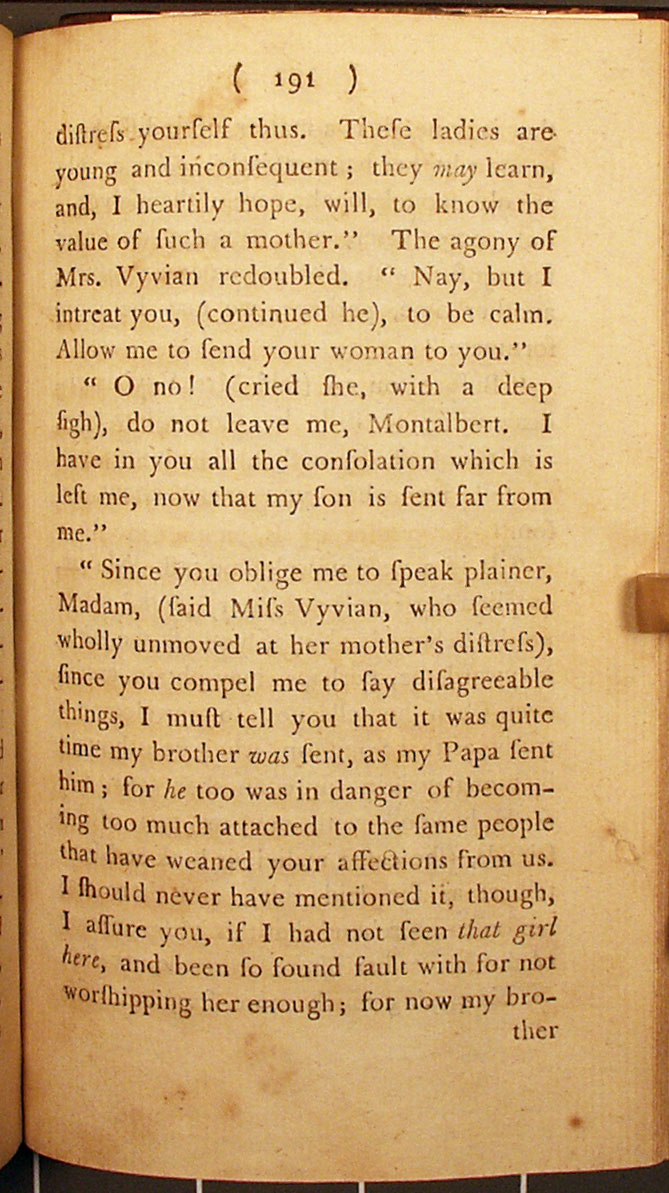 ( 191 )
diſtreſs yourſelf thus. Theſe ladies are
young and inconſequent ; they may learn,
and, I heartily hope, will, to know the
value of ſuch a mother.” The agony of
Mrs. Vyvian redoubled. “ Nay, but I
intreat you, (continued he), to be calm.
Allow me to ſend your woman to you.”
“ O no! (cried ſhe, with a deep
ſigh), do not leave me, Montalbert. I
have in you all the conſolation which is
left me, now that my ſon is ſent far from
me.”
“ Since you oblige me to ſpeak plainer,
Madam, (ſaid Miſs Vyvian, who ſeemed
wholly unmoved at her mother’s diſtreſs),
ſince you compel me to ſay diſagreeable
things, I muſt tell you that it was quite
time my brother was ſent, as my Papa ſent
him ; for he too was in danger of becom-
ing too much attached to the ſame people
that have weaned your affections from us.
I ſhould never have mentioned it, though,
I aſſure you, if I had not ſeen that girl
here, and been ſo found fault with for not
worſhipping her enough ; for now my bro-
ther